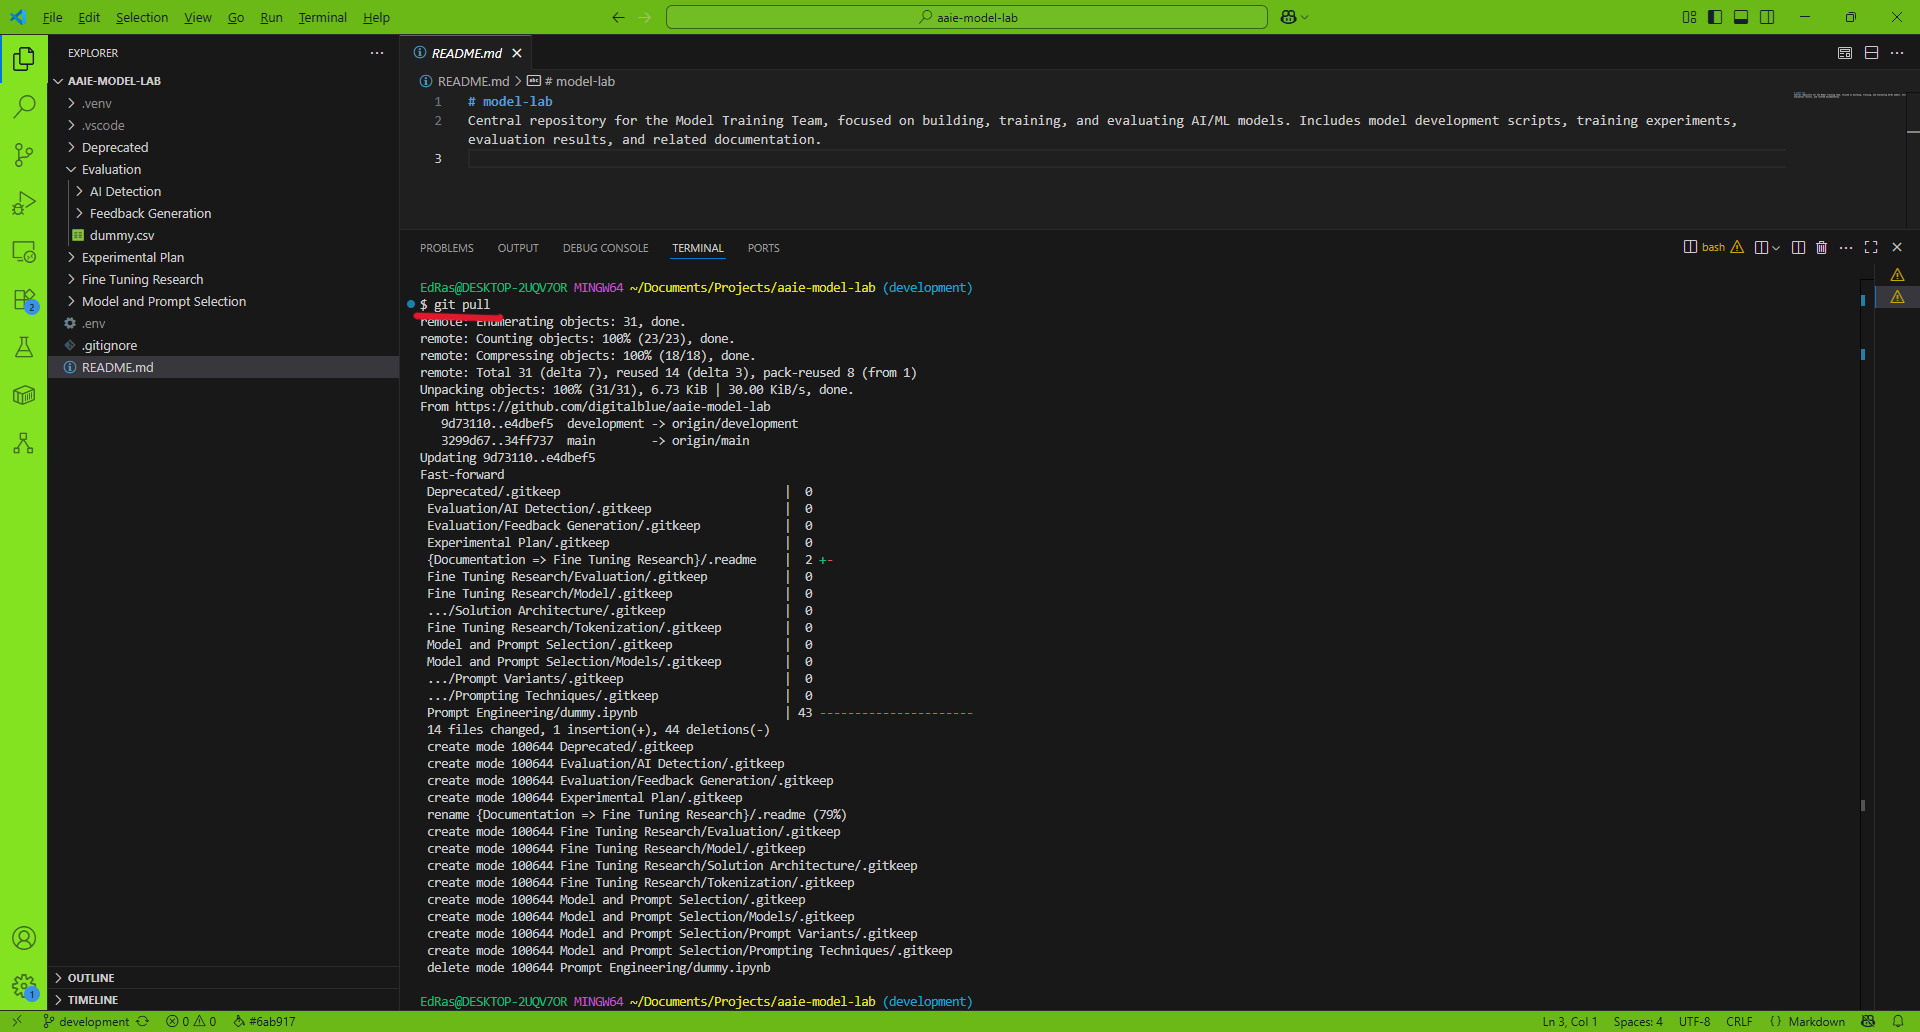 File Edit Selection View Go Run Terminal Help
aaie-model-lab
EXPLORER
AAIE-MODEL-LAB
.venv
.vscode
Deprecated
Evaluation
AI Detection
Feedback Generation
dummy.csv
Experimental Plan
Fine Tuning Research
Model and Prompt Selection
.env
.gitignore
README.md
OUTLINE
TIMELINE
2
1
README.md
README.md > # model-lab
1 # model-lab
2 Central repository for the Model Training Team, focused on building, training, and evaluating AI/ML models. Includes model development scripts, training experiments,
evaluation results, and related documentation.
3
PROBLEMS OUTPUT DEBUG CONSOLE TERMINAL PORTS
bash
EdRas@DESKTOP-2UQV7OR MINGW64 ~/Documents/Projects/aaie-model-lab (development)
$ git pull
remote: Enumerating objects: 31, done.
remote: Counting objects: 100% (23/23), done.
remote: Compressing objects: 100% (18/18), done.
remote: Total 31 (delta 7), reused 14 (delta 3), pack-reused 8 (from 1)
Unpacking objects: 100% (31/31), 6.73 KiB | 30.00 KiB/s, done.
From https://github.com/digitalblue/aaie-model-lab
9d73110..e4dbef5 development -> origin/development
3299d67..34ff737 main -> origin/main
Updating 9d73110..e4dbef5
Fast-forward
Deprecated/.gitkeep | 0
Evaluation/AI Detection/.gitkeep | 0
Evaluation/Feedback Generation/.gitkeep | 0
Experimental Plan/.gitkeep | 0
{Documentation => Fine Tuning Research}/.readme | 2 +-
Fine Tuning Research/Evaluation/.gitkeep | 0
Fine Tuning Research/Model/.gitkeep | 0
.../Solution Architecture/.gitkeep | 0
Fine Tuning Research/Tokenization/.gitkeep | 0
Model and Prompt Selection/.gitkeep | 0
Model and Prompt Selection/Models/.gitkeep | 0
.../Prompt Variants/.gitkeep | 0
.../Prompting Techniques/.gitkeep | 0
Prompt Engineering/dummy.ipynb | 43 ----------------------
14 files changed, 1 insertion(+), 44 deletions(-)
create mode 100644 Deprecated/.gitkeep
create mode 100644 Evaluation/AI Detection/.gitkeep
create mode 100644 Evaluation/Feedback Generation/.gitkeep
create mode 100644 Experimental Plan/.gitkeep
rename {Documentation => Fine Tuning Research}/.readme (79%)
create mode 100644 Fine Tuning Research/Evaluation/.gitkeep
create mode 100644 Fine Tuning Research/Model/.gitkeep
create mode 100644 Fine Tuning Research/Solution Architecture/.gitkeep
create mode 100644 Fine Tuning Research/Tokenization/.gitkeep
create mode 100644 Model and Prompt Selection/.gitkeep
create mode 100644 Model and Prompt Selection/Models/.gitkeep
create mode 100644 Model and Prompt Selection/Prompt Variants/.gitkeep
create mode 100644 Model and Prompt Selection/Prompting Techniques/.gitkeep
delete mode 100644 Prompt Engineering/dummy.ipynb
EdRas@DESKTOP-2UQV7OR MINGW64 ~/Documents/Projects/aaie-model-lab (development)
development 0 0 #6ab917 Ln 3, Col 1 Spaces: 4 UTF-8 CRLF {} Markdown